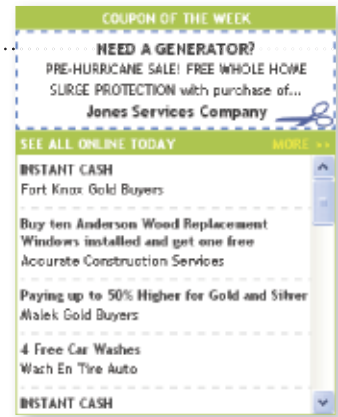 COUPON OF THE WEEK
NEED A GENERATOR?
PRE-HURRICANE SALE! FREE WHOLE HOME
SURGE PROTECTION with purchase of...
Jones Services Company
SEE ALL ONLINE TODAY MORE >>
INSTANT CASH
Fort Knox Gold Buyers
Buy ten Anderson Wood Replacement
Windows installed and get one free
Accurate Construction Services
Paying up to 50% Higher for Gold and Silver
Malek Gold Buyers
4 Free Car Washes
Wach En Tire Auto
INSTANT CASH